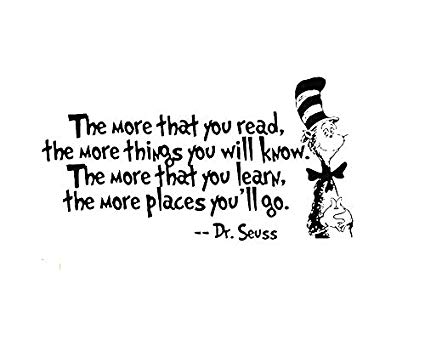 The more that you read,
the more things you will know.
The more that you learn,
the more places you'll go.
-- Dr. Seuss